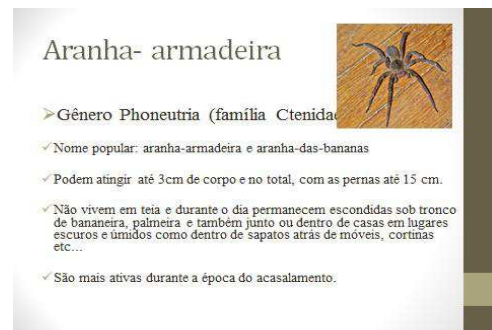 Aranha- armadeira
Gênero Phoneutria (família Ctenidae
Nome popular: aranha-armadeira e aranha-das-bananas
Podem atingir até 3cm de corpo e no total, com as pernas até 15 cm.
Não vivem em teia e durante o dia permanecem escondidas sob tronco
de bananeira, palmeira e também junto ou dentro de casas em lugares
escuros e úmidos como dentro de sapatos atrás de móveis, cortinas
etc...
São mais ativas durante a época do acasalamento.